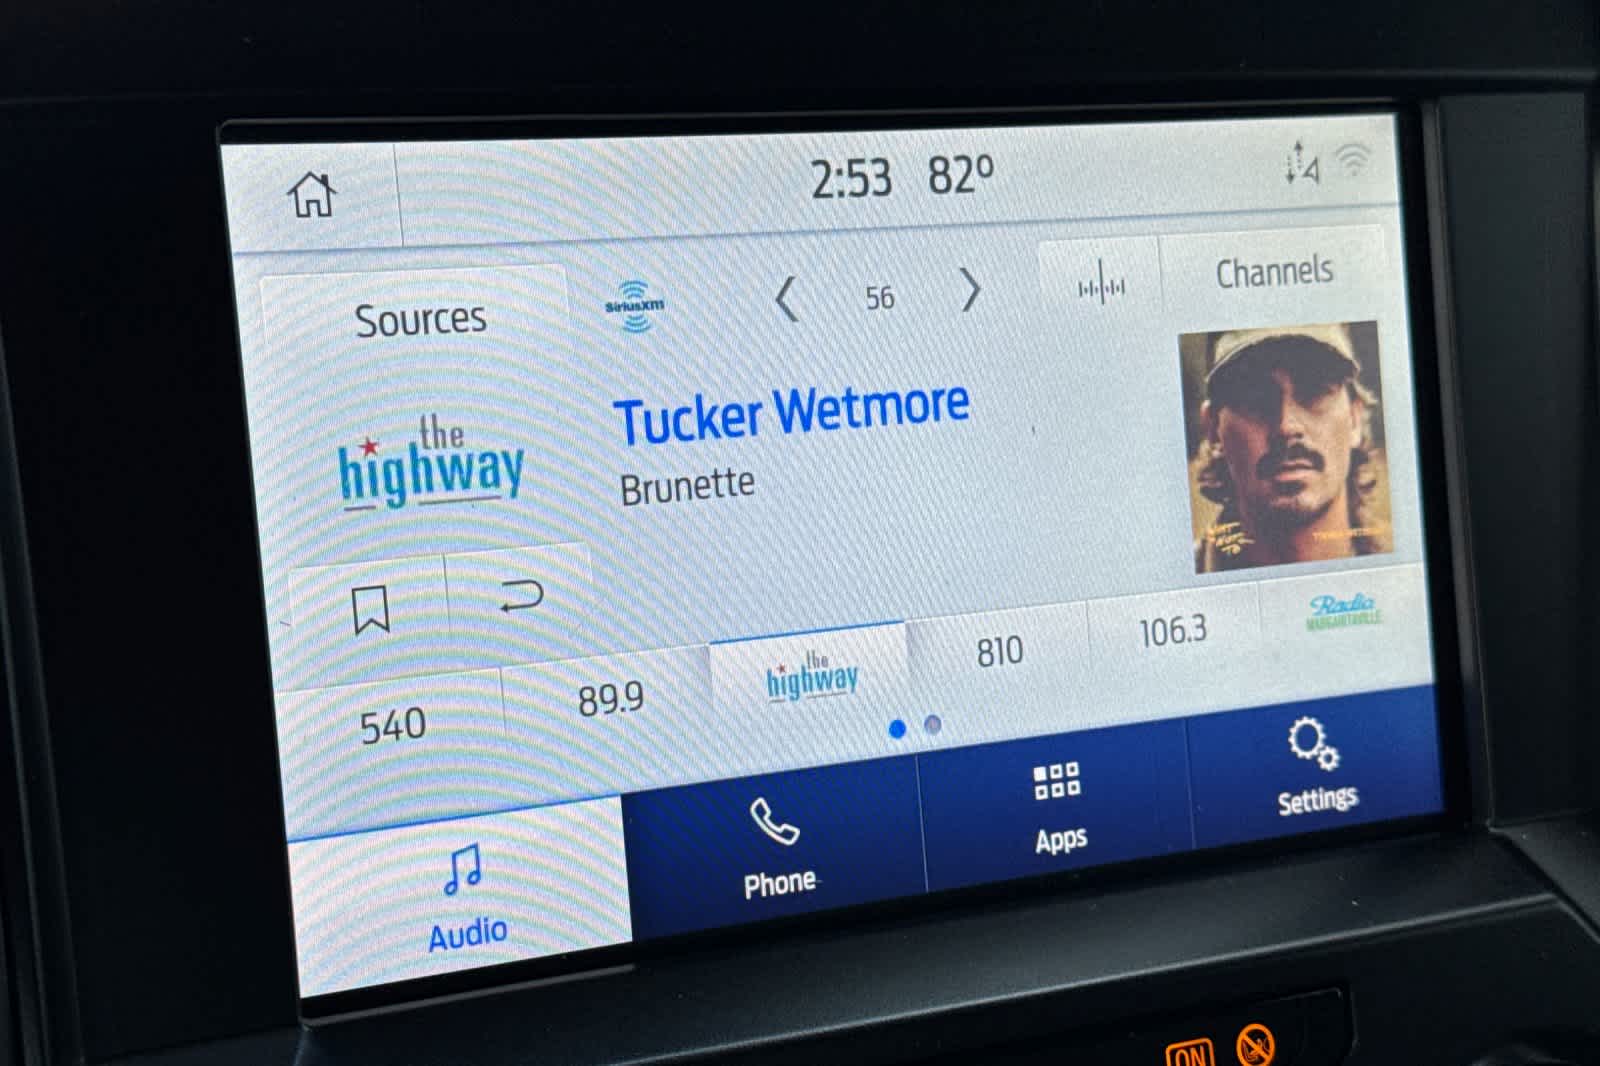 2:53 82°
Sources
SiriusXM
56
Channels
the
highway
Tucker Wetmore
Brunette
540
89.9
the
highway
810
106.3
Radio
MARGARITAVILLE
Audio
Phone
Apps
Settings
ON